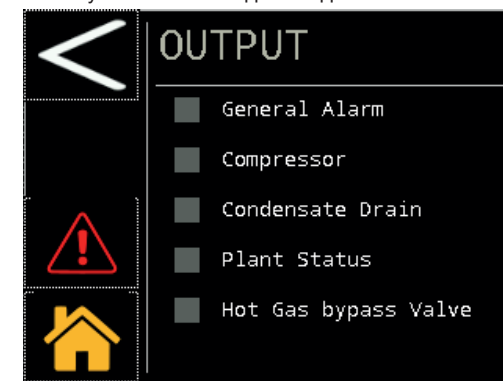 OUTPUT
General Alarm
Compressor
Condensate Drain
Plant Status
Hot Gas bypass Valve